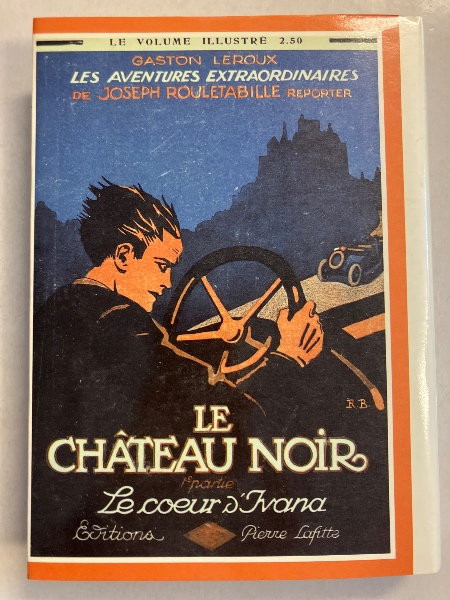 LE VOLUME ILLUSTRÉ 2.50
GASTON LEROUX
LES AVENTURES EXTRAORDINAIRES
DE JOSEPH ROULETABILLE REPORTER
R.B.
LE
CHÂTEAU NOIR
1e partie
Le coeur d'Ivana
Éditions Pierre Lafitte